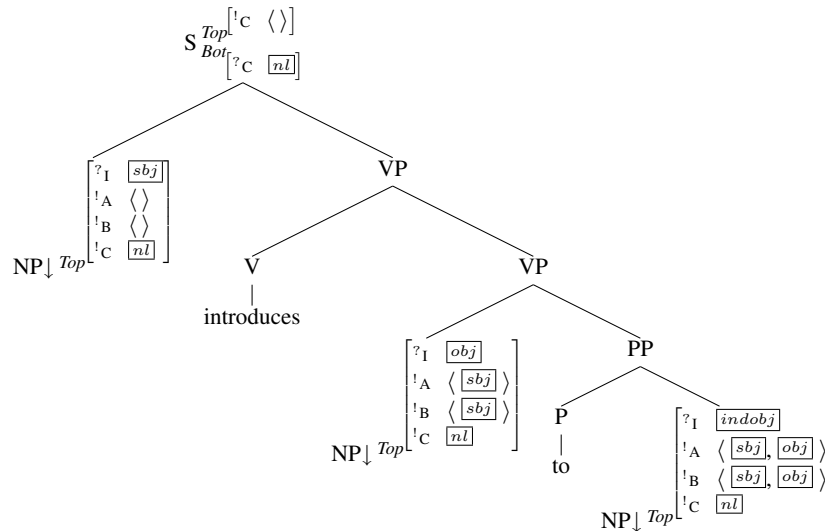 S Top [!C ⟨ ⟩]
Bot [?C nl]
NP↓ Top [?I sbj
!A ⟨ ⟩
!B ⟨ ⟩
!C nl]
VP
V
introduces
VP
NP↓ Top [?I obj
!A ⟨ sbj ⟩
!B ⟨ sbj ⟩
!C nl]
PP
P
to
NP↓ Top [?I indobj
!A ⟨ sbj, obj ⟩
!B ⟨ sbj, obj ⟩
!C nl]